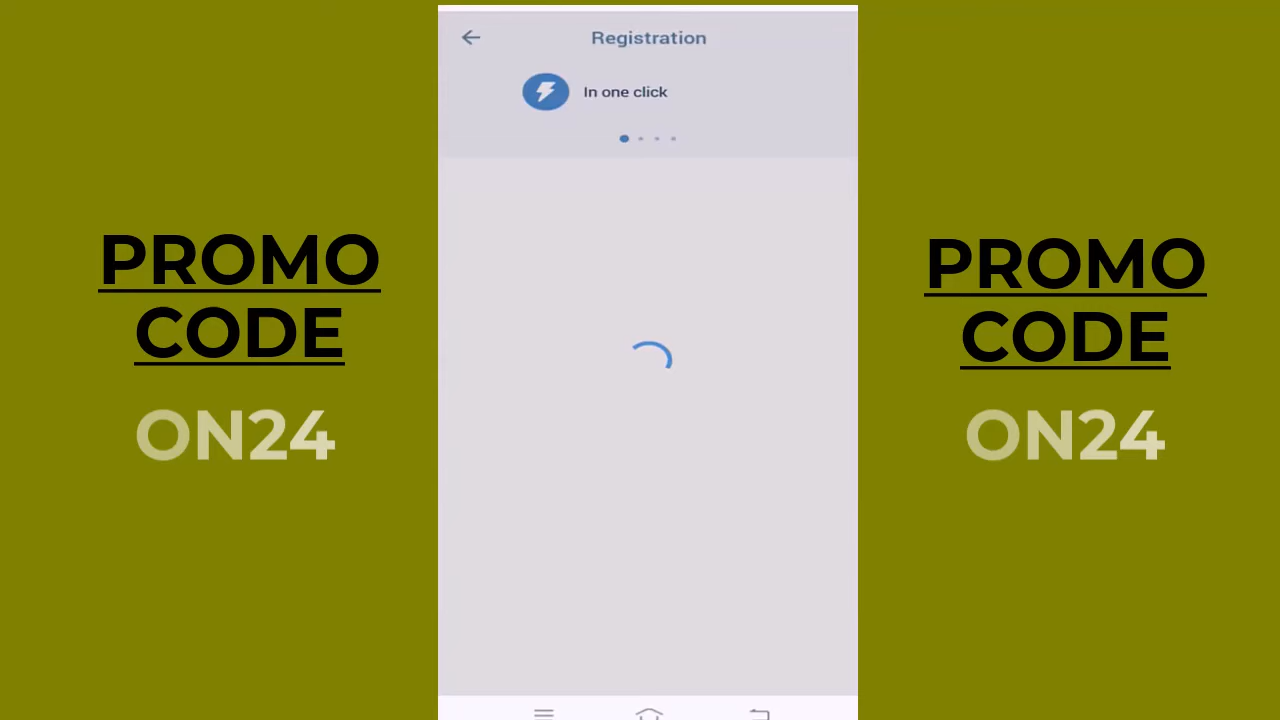 Registration
In one click
PROMO
CODE
ON24
PROMO
CODE
ON24